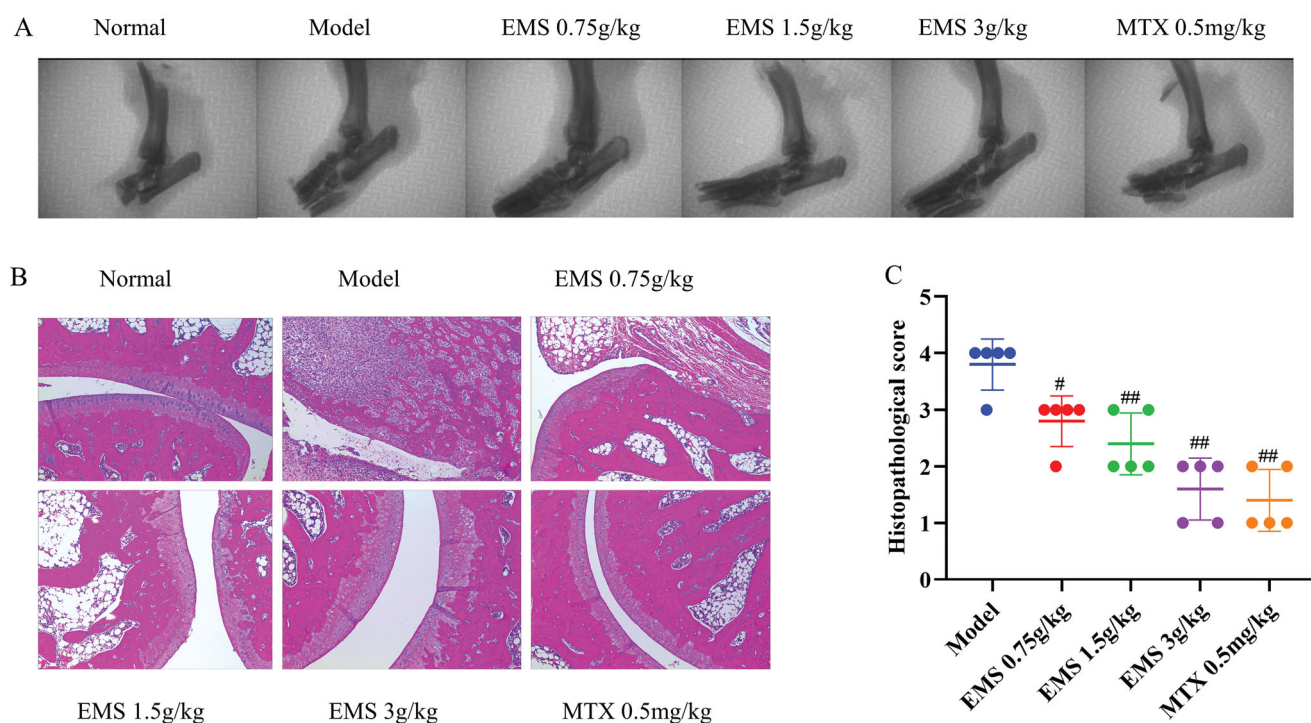 A
Normal Model EMS 0.75g/kg EMS 1.5g/kg EMS 3g/kg MTX 0.5mg/kg
B
Normal Model EMS 0.75g/kg
EMS 1.5g/kg EMS 3g/kg MTX 0.5mg/kg
C
Histopathological score
5
4
3
2
1
0
#
##
##
##
Model
EMS 0.75g/kg
EMS 1.5g/kg
EMS 3g/kg
MTX 0.5mg/kg